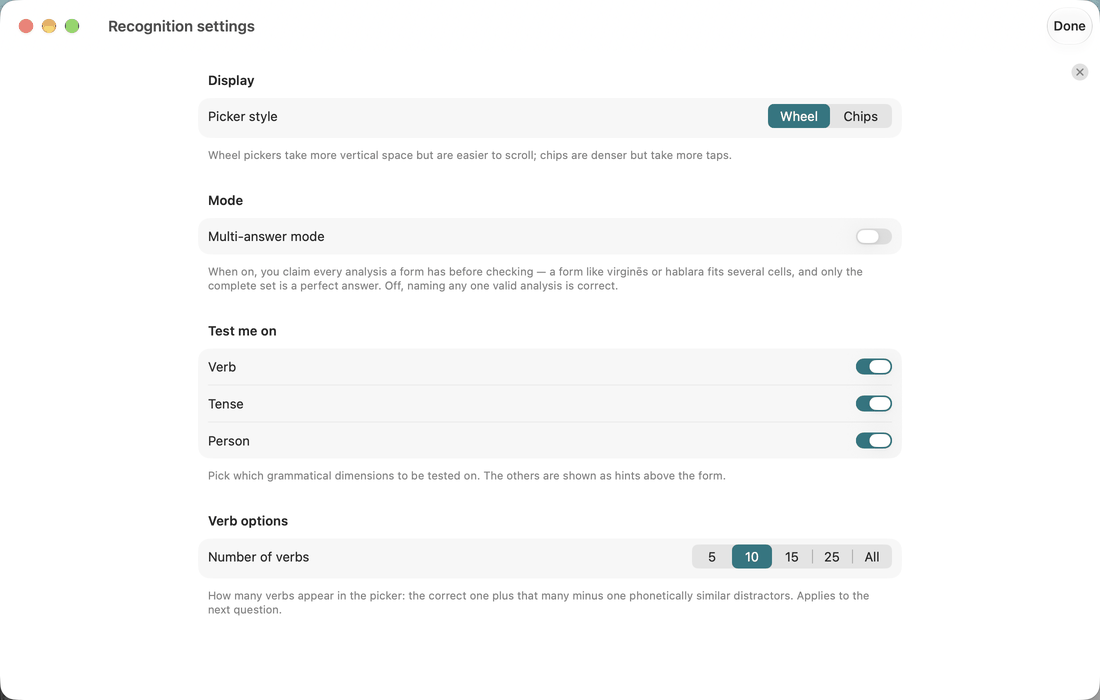 Recognition settings
Done
Display
Picker style
Wheel
Chips
Wheel pickers take more vertical space but are easier to scroll; chips are denser but take more taps.
Mode
Multi-answer mode
When on, you claim every analysis a form has before checking — a form like virginēs or hablara fits several cells, and only the
complete set is a perfect answer. Off, naming any one valid analysis is correct.
Test me on
Verb
Tense
Person
Pick which grammatical dimensions to be tested on. The others are shown as hints above the form.
Verb options
Number of verbs
5
10
15
25
All
How many verbs appear in the picker: the correct one plus that many minus one phonetically similar distractors. Applies to the
next question.